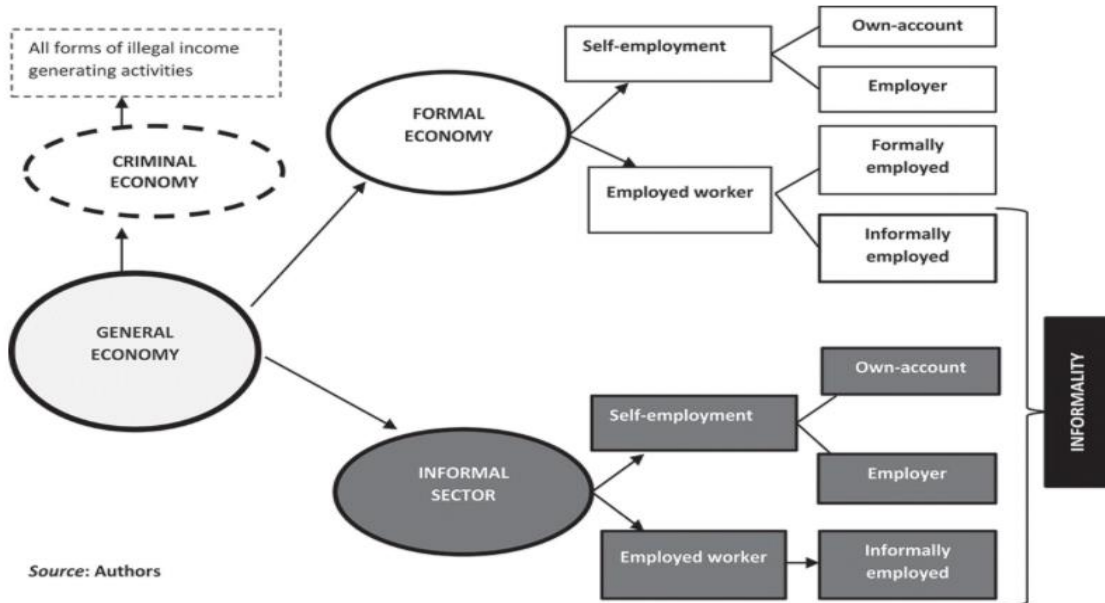 All forms of illegal income
generating activities
CRIMINAL
ECONOMY
GENERAL
ECONOMY
FORMAL
ECONOMY
Self-employment
Own-account
Employer
Employed worker
Formally
employed
Informally
employed
INFORMAL
SECTOR
Self-employment
Own-account
Employer
Employed worker
Informally
employed
INFORMALITY
Source: Authors